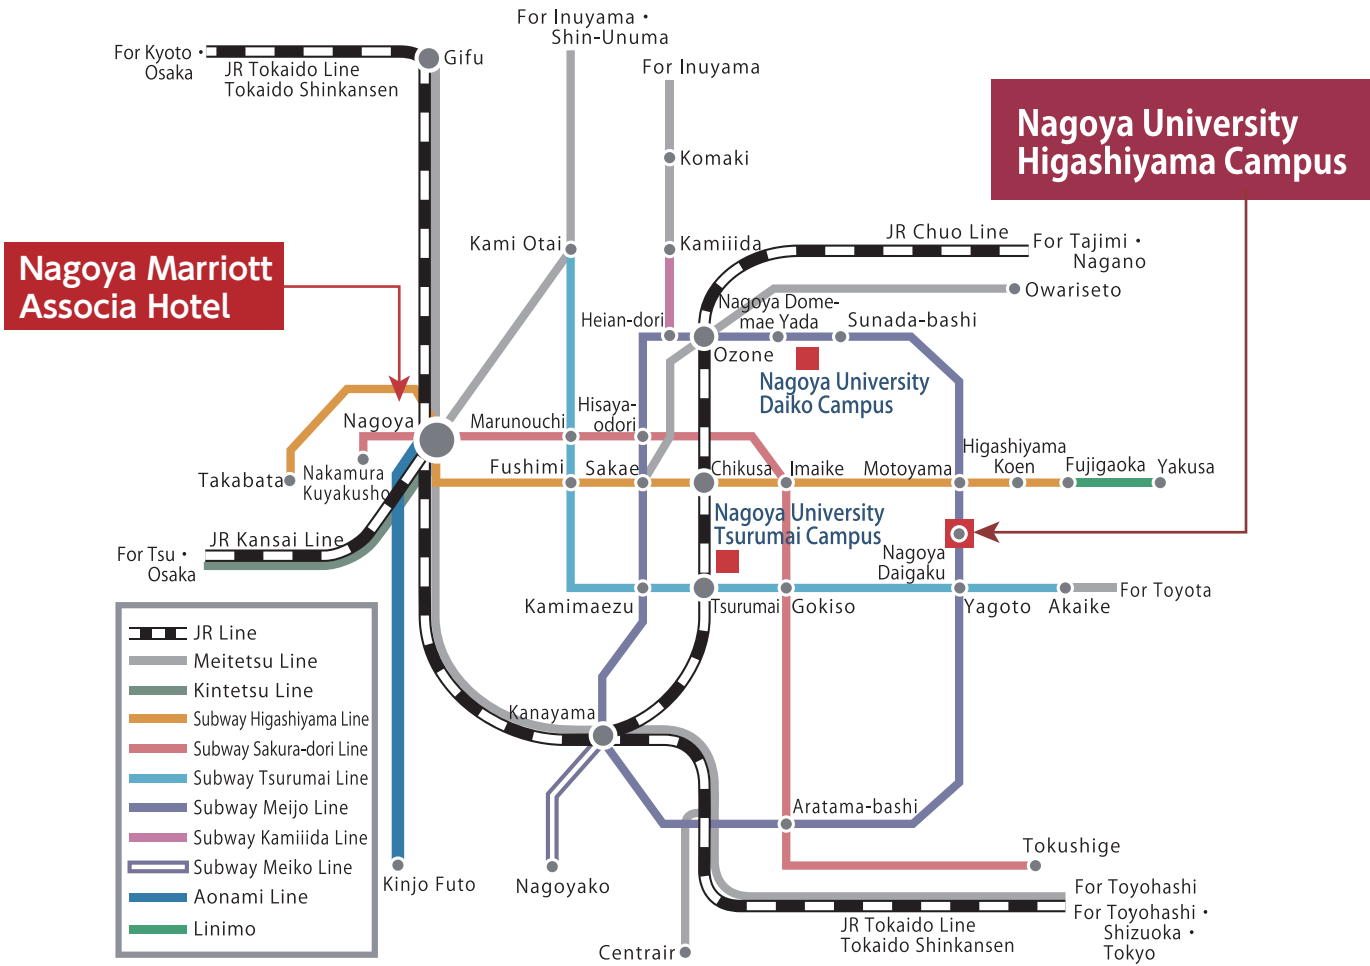 For Inuyama・
Shin-Unuma
For Kyoto・
Osaka
Gifu
JR Tokaido Line
Tokaido Shinkansen
For Inuyama
Nagoya University
Higashiyama Campus
Komaki
Kami Otai
Kamiiida
JR Chuo Line
For Tajimi・
Nagano
Nagoya Marriott
Associa Hotel
Owariseto
Nagoya Dome-
mae Yada
Heian-dori
Sunada-bashi
Ozone
Nagoya University
Daiko Campus
Nagoya
Marunouchi
Hisaya-
odori
Takabata
Nakamura
Kuyakusho
Fushimi
Sakae
Chikusa
Imaike
Motoyama
Higashiyama
Koen
Fujigaoka
Yakusa
Nagoya University
Tsurumai Campus
JR Kansai Line
For Tsu・
Osaka
Nagoya
Daigaku
Kamimaezu
Tsurumai
Gokiso
Yagoto
Akaike
For Toyota
JR Line
Meitetsu Line
Kintetsu Line
Subway Higashiyama Line
Subway Sakura-dori Line
Subway Tsurumai Line
Subway Meijo Line
Subway Kamiiida Line
Subway Meiko Line
Aonami Line
Linimo
Kanayama
Aratama-bashi
Kinjo Futo
Nagoyako
Tokushige
Centrair
JR Tokaido Line
Tokaido Shinkansen
For Toyohashi
For Toyohashi・
Shizuoka・
Tokyo